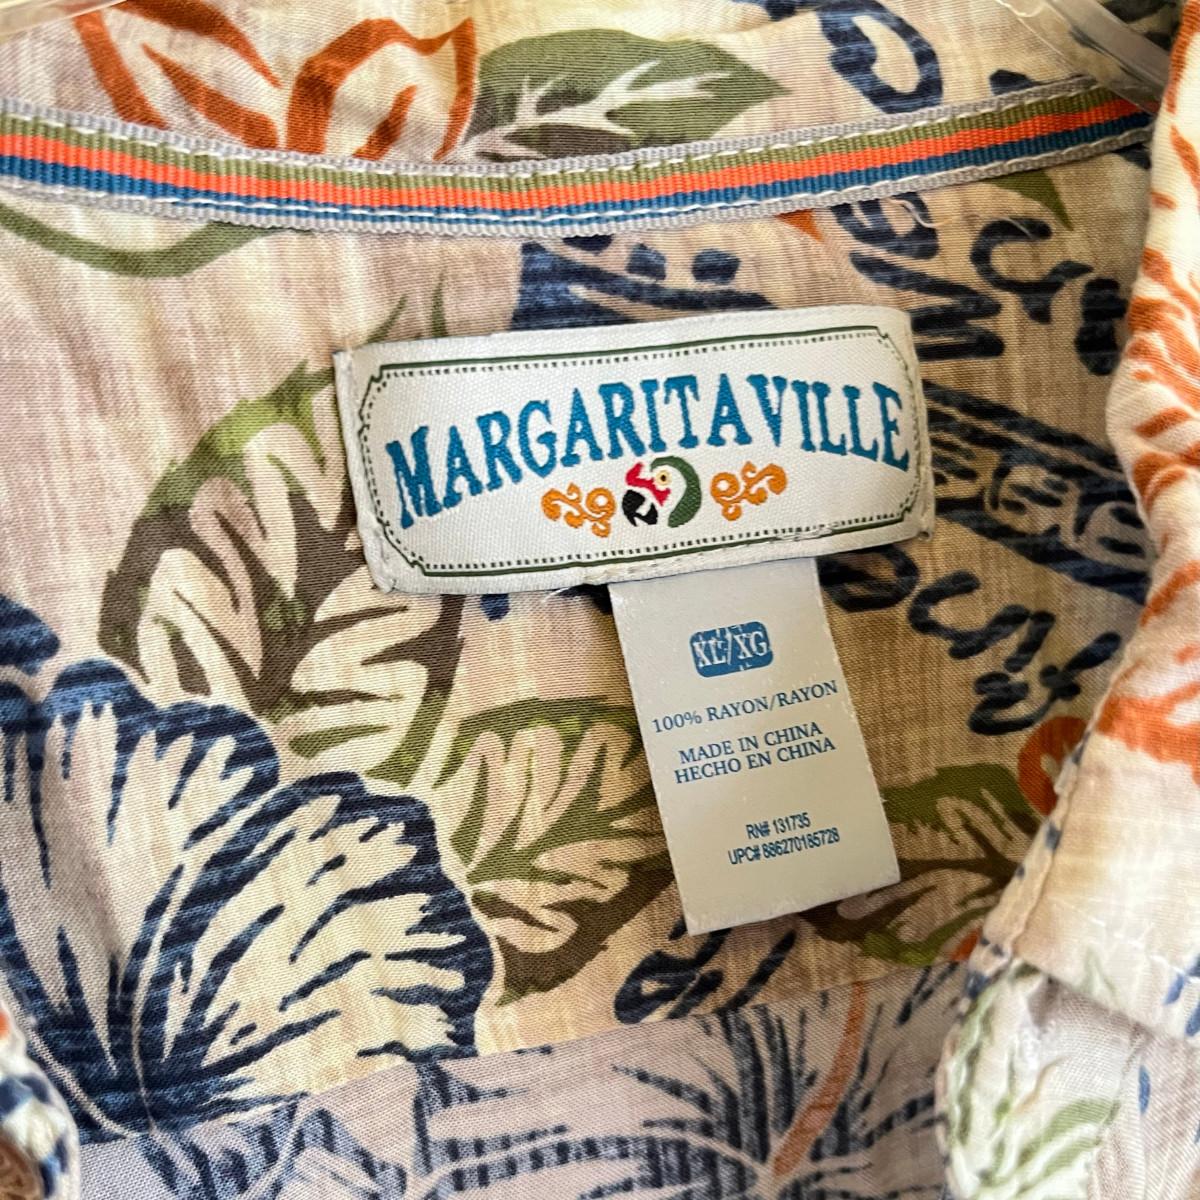 MARGARITAVILLE
XL/XG
100% RAYON/RAYON
MADE IN CHINA
HECHO EN CHINA
RN# 131735
UPC# 886270185728